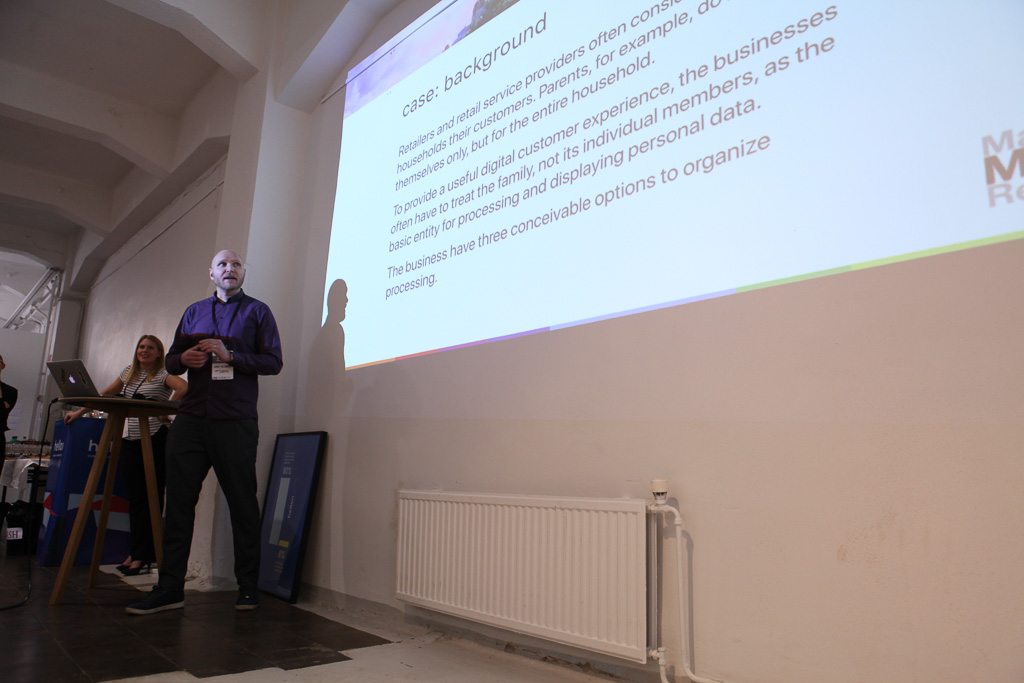 case: background
Retailers and retail service providers often consi
households their customers. Parents, for example, do
themselves only, but for the entire household.
To provide a useful digital customer experience, the businesses
often have to treat the family, not its individual members, as the
basic entity for processing and displaying personal data.
The business have three conceivable options to organize
processing.
Ma
M
Re
hello
h